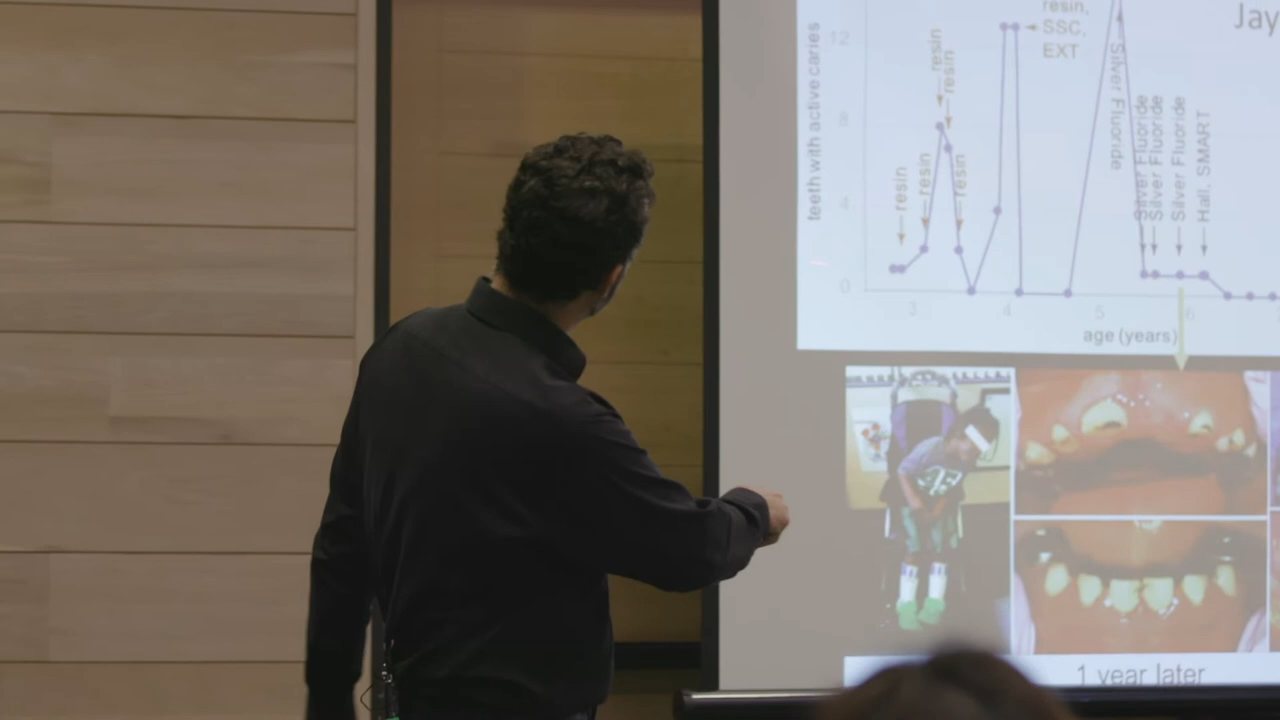 Jay
resin,
SSC,
EXT
teeth with active caries
12
8
4
0
resin
resin
resin
resin
resin
Silver Fluoride
Silver Fluoride
Silver Fluoride
Silver Fluoride
Hall, SMART
3
4
5
6
age (years)
1 year later